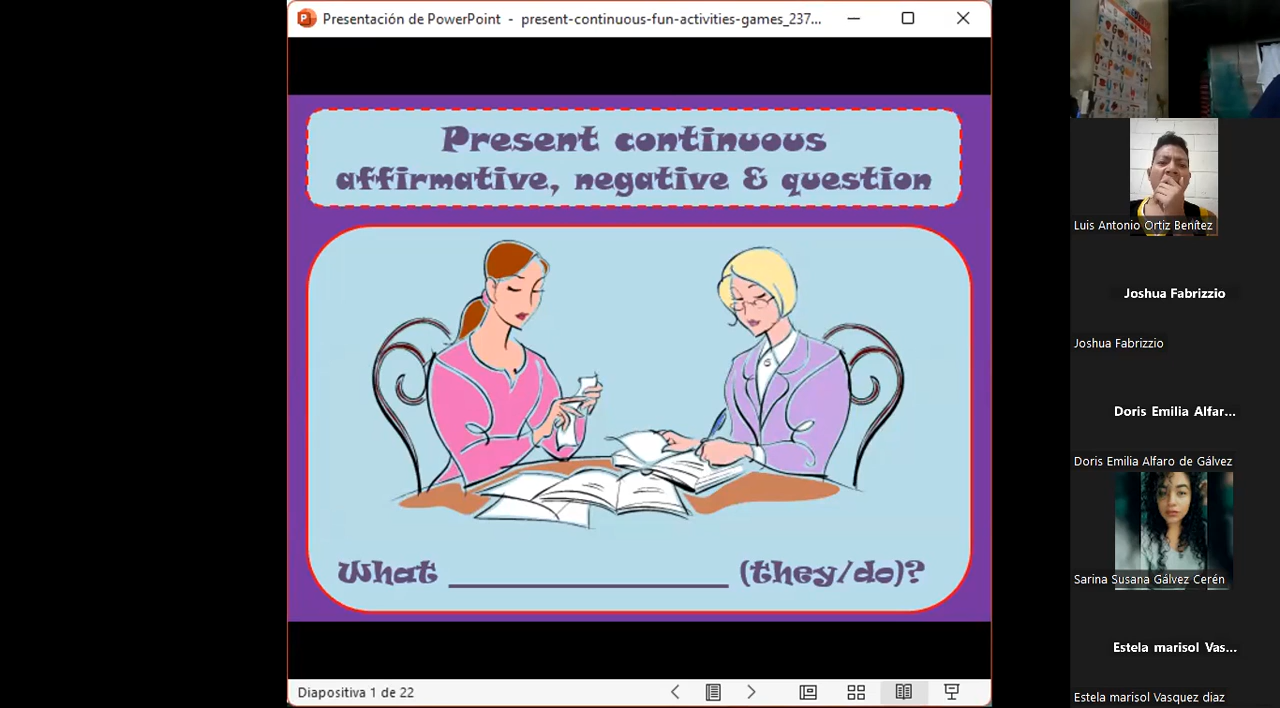 Presentación de PowerPoint - present-continuous-fun-activities-games_237...
Present continuous
affirmative, negative & question
What ____________________ (they/do)?
Diapositiva 1 de 22
Luis Antonio Ortiz Benítez
Joshua Fabrizzio
Joshua Fabrizzio
Doris Emilia Alfar...
Doris Emilia Alfaro de Gálvez
Sarina Susana Gálvez Cerén
Estela marisol Vas...
Estela marisol Vasquez diaz